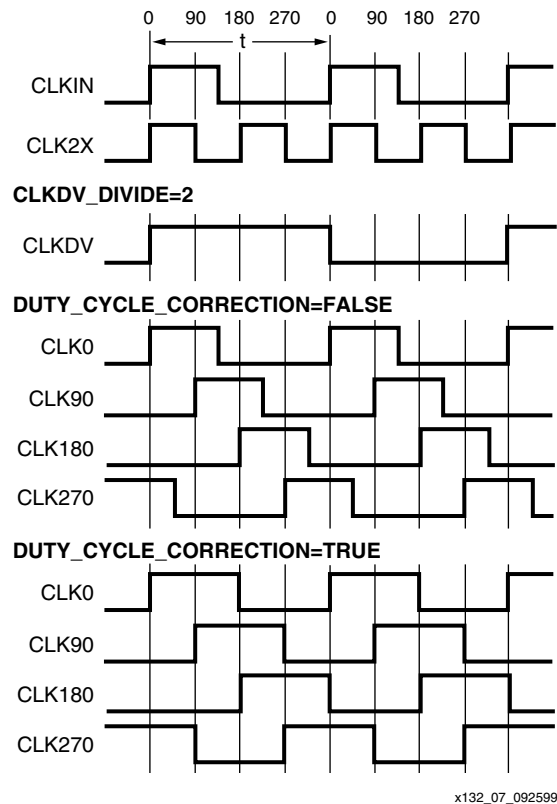 0 90 180 270 0 90 180 270
t
CLKIN
CLK2X
CLKDV_DIVIDE=2
CLKDV
DUTY_CYCLE_CORRECTION=FALSE
CLK0
CLK90
CLK180
CLK270
DUTY_CYCLE_CORRECTION=TRUE
CLK0
CLK90
CLK180
CLK270
x132_07_092599